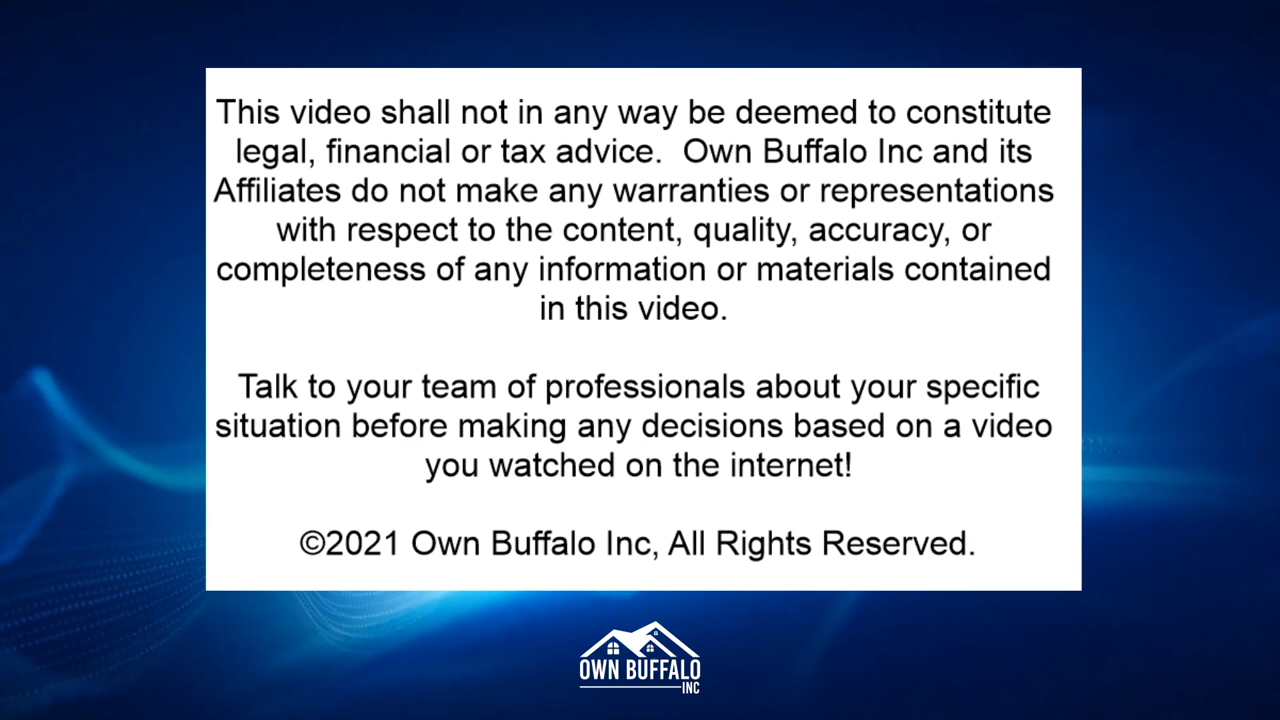 This video shall not in any way be deemed to constitute
legal, financial or tax advice.  Own Buffalo Inc and its
Affiliates do not make any warranties or representations
with respect to the content, quality, accuracy, or
completeness of any information or materials contained
in this video.
Talk to your team of professionals about your specific
situation before making any decisions based on a video
you watched on the internet!
©2021 Own Buffalo Inc, All Rights Reserved.
OWN BUFFALO
INC